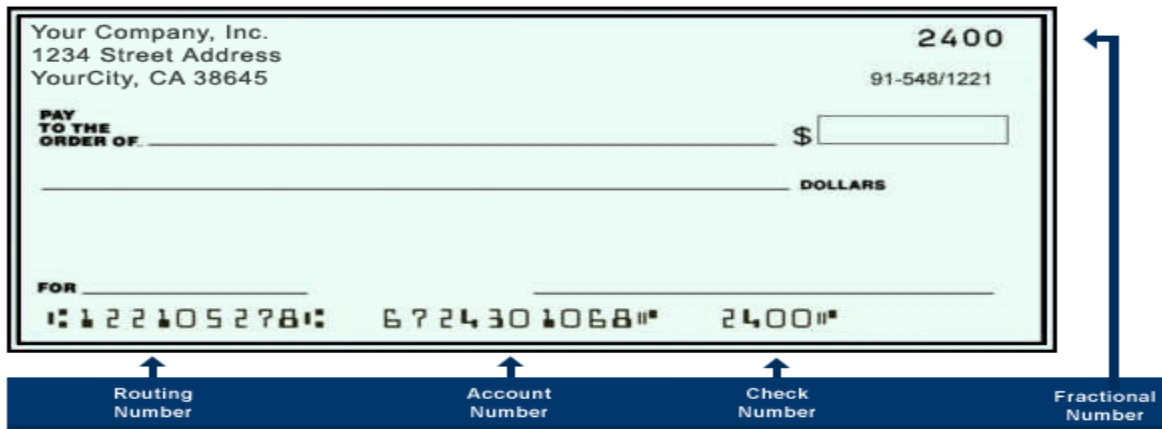 Your Company, Inc.
1234 Street Address
YourCity, CA 38645
2400
91-548/1221
PAY
TO THE
ORDER OF
$
DOLLARS
FOR
⑆122105278⑆ 6724301068⑈ 2400⑈
Routing
Number
Account
Number
Check
Number
Fractional
Number